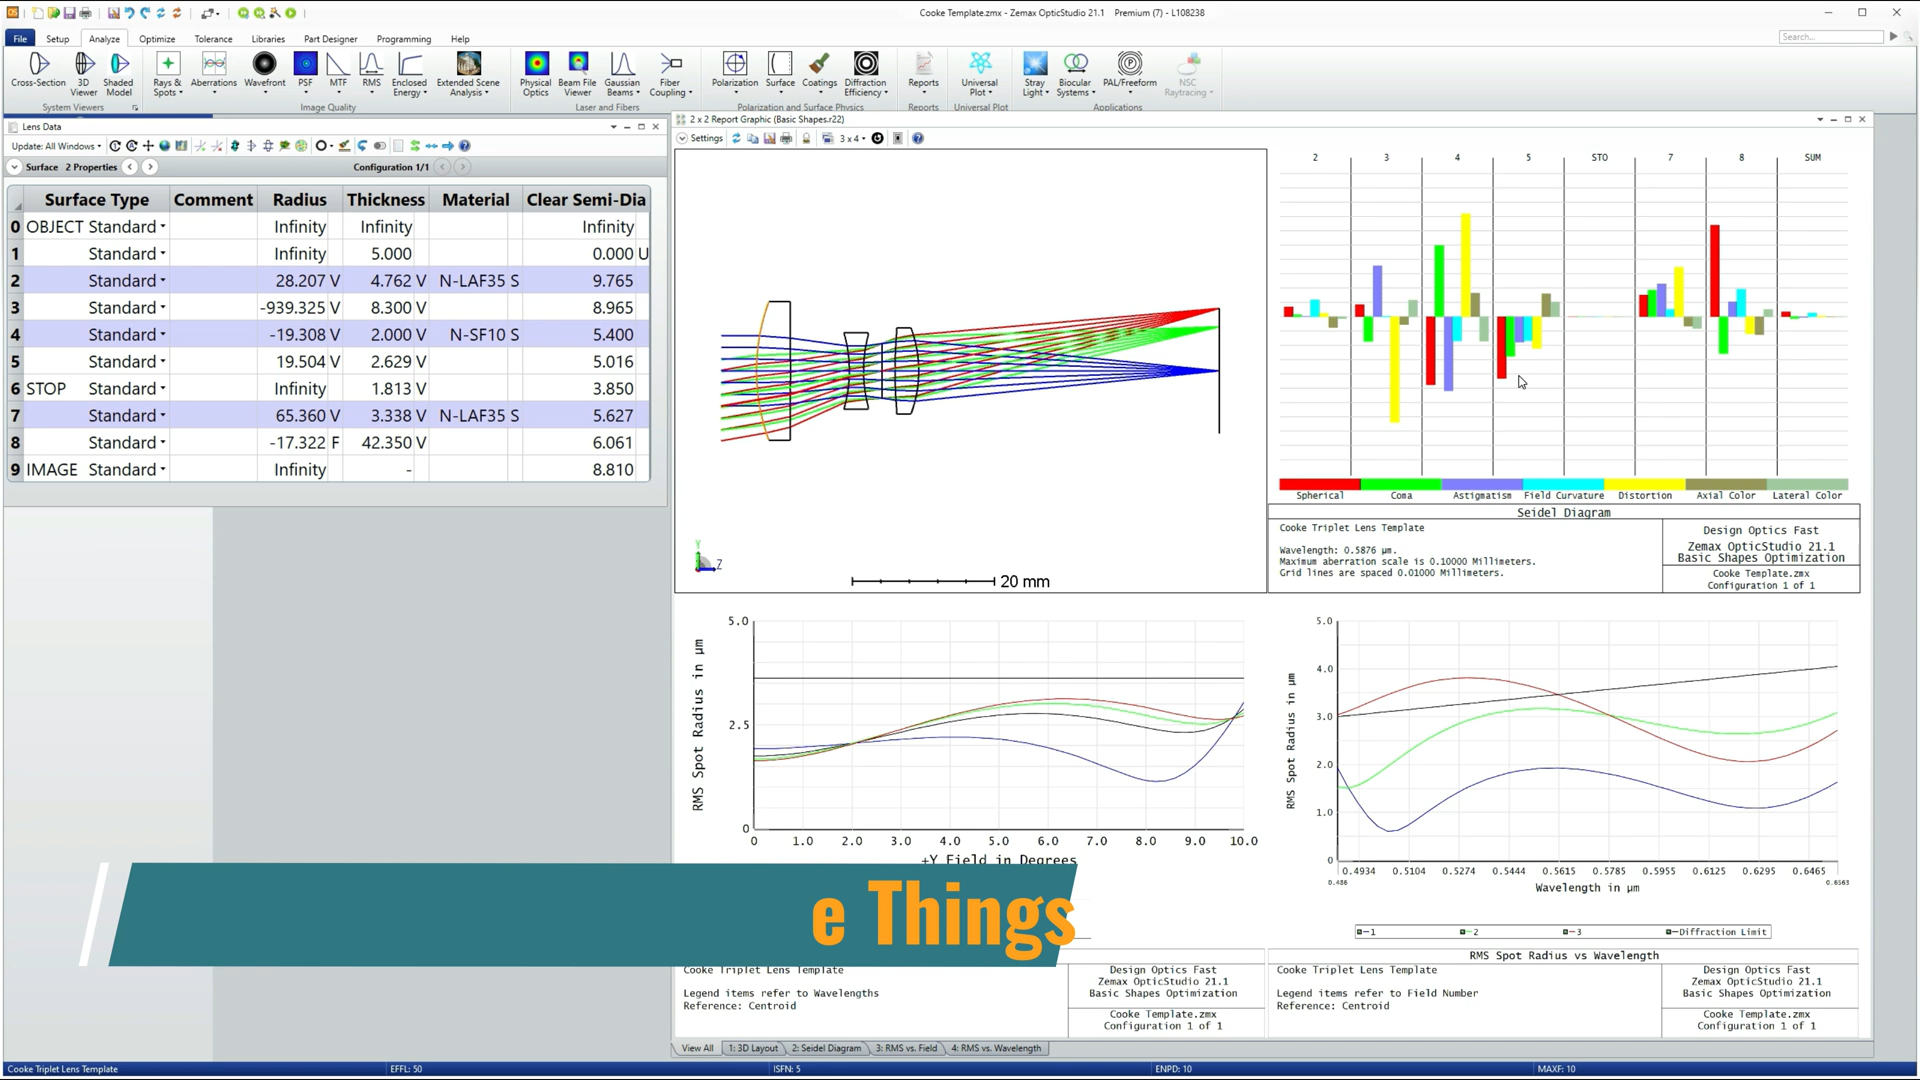 Cooke Template.zmx - Zemax OpticStudio 21.1 Premium (7) - L108238
File Setup Analyze Optimize Tolerance Libraries Part Designer Programming Help
Search...
Cross-Section 3D Viewer Shaded Model Rays & Spots Aberrations Wavefront PSF MTF RMS Enclosed Energy Extended Scene Analysis Physical Optics Beam File Viewer Gaussian Beams Fiber Coupling Polarization Surface Coatings Diffraction Efficiency Reports Universal Plot Stray Light Biocular Systems PAL/Freeform NSC Raytracing
System Viewers Image Quality Laser and Fibers Polarization and Surface Physics Reports Universal Plot Applications
Lens Data
Update: All Windows
Surface 2 Properties Configuration 1/1
Surface Type Comment Radius Thickness Material Clear Semi-Dia
0 OBJECT Standard Infinity Infinity Infinity
1 Standard Infinity 5.000 0.000 U
2 Standard 28.207 V 4.762 V N-LAF35 S 9.765
3 Standard -939.325 V 8.300 V 8.965
4 Standard -19.308 V 2.000 V N-SF10 S 5.400
5 Standard 19.504 V 2.629 V 5.016
6 STOP Standard Infinity 1.813 V 3.850
7 Standard 65.360 V 3.338 V N-LAF35 S 5.627
8 Standard -17.322 F 42.350 V 6.061
9 IMAGE Standard Infinity - 8.810
2 x 2 Report Graphic (Basic Shapes.r22)
Settings 3 x 4
Y
Z
20 mm
2 3 4 5 STO 7 8 SUM
Spherical Coma Astigmatism Field Curvature Distortion Axial Color Lateral Color
Seidel Diagram
Cooke Triplet Lens Template
Wavelength: 0.5876 µm.
Maximum aberration scale is 0.10000 Millimeters.
Grid lines are spaced 0.01000 Millimeters.
Design Optics Fast
Zemax OpticStudio 21.1
Basic Shapes Optimization
Cooke Template.zmx
Configuration 1 of 1
RMS Spot Radius in µm
5.0
2.5
0
0 1.0 2.0 3.0 4.0 5.0 6.0 7.0 8.0 9.0 10.0
+Y Field in Degrees
RMS Spot Radius in µm
5.0
4.0
3.0
2.0
1.0
0
0.4934 0.5104 0.5274 0.5444 0.5615 0.5785 0.5955 0.6125 0.6295 0.6465
0.486 0.6563
Wavelength in µm
1 2 3 Diffraction Limit
RMS Spot Radius vs Wavelength
e Things
Cooke Triplet Lens Template
Legend items refer to Wavelengths
Reference: Centroid
Design Optics Fast
Zemax OpticStudio 21.1
Basic Shapes Optimization
Cooke Template.zmx
Configuration 1 of 1
Cooke Triplet Lens Template
Legend items refer to Field Number
Reference: Centroid
Design Optics Fast
Zemax OpticStudio 21.1
Basic Shapes Optimization
Cooke Template.zmx
Configuration 1 of 1
View All 1: 3D Layout 2: Seidel Diagram 3: RMS vs. Field 4: RMS vs. Wavelength
Cooke Triplet Lens Template EFFL: 50 ISFN: 5 ENPD: 10 MAXF: 10